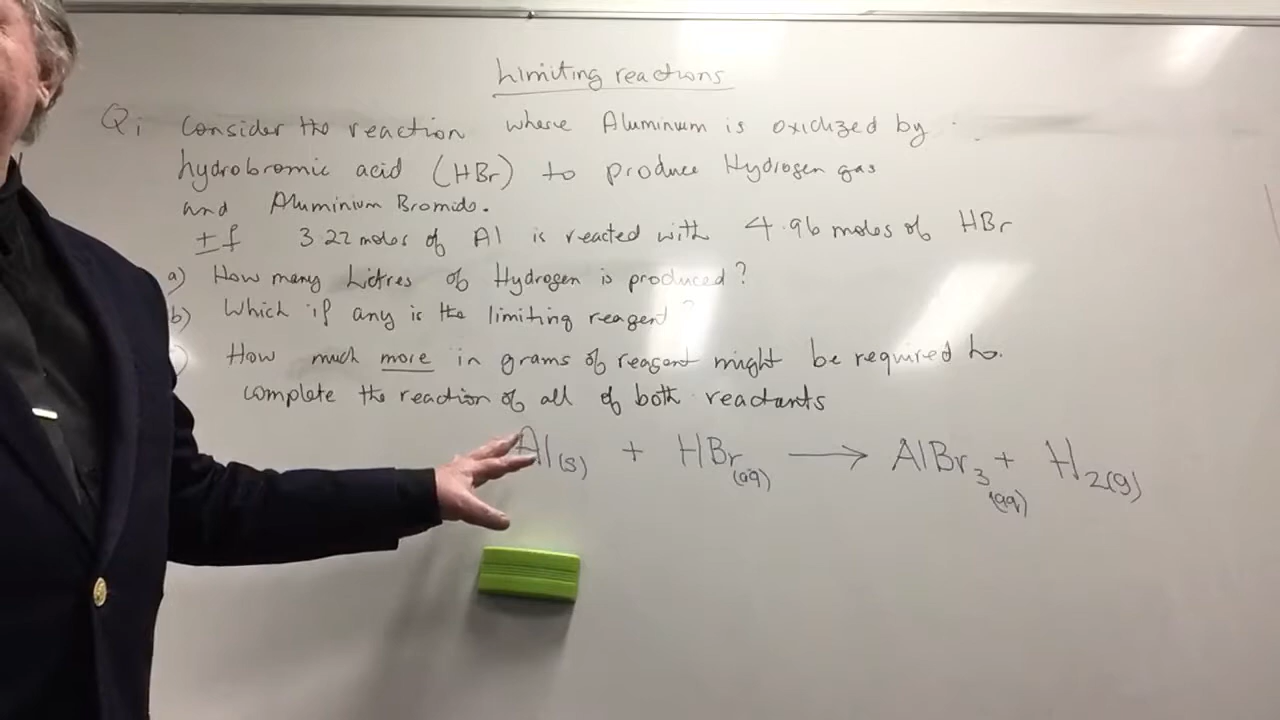 Limiting reactions
Q; Consider the reaction where Aluminium is oxidized by
hydrobromic acid (HBr) to produce Hydrogen gas
and Aluminium Bromide.
If 3.22 moles of Al is reacted with 4.96 moles of HBr
a) How many Litres of Hydrogen is produced?
b) Which if any is the limiting reagent?
How much more in grams of reagent might be required to
complete the reaction of all of both reactants
Al(s) + HBr(aq) → AlBr₃(aq) + H₂(g)